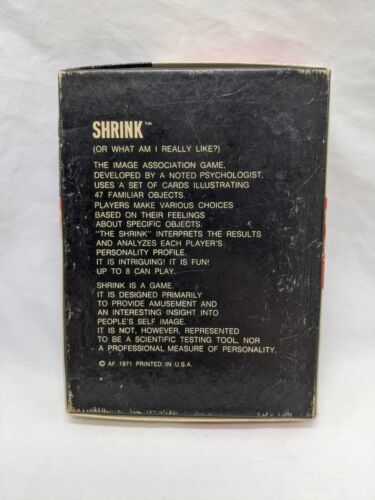 SHRINK™
(OR WHAT AM I REALLY LIKE?)
THE IMAGE ASSOCIATION GAME,
DEVELOPED BY A NOTED PSYCHOLOGIST,
USES A SET OF CARDS ILLUSTRATING
47 FAMILIAR OBJECTS.
PLAYERS MAKE VARIOUS CHOICES
BASED ON THEIR FEELINGS
ABOUT SPECIFIC OBJECTS.
"THE SHRINK" INTERPRETS THE RESULTS
AND ANALYZES EACH PLAYER'S
PERSONALITY PROFILE.
IT IS INTRIGUING! IT IS FUN!
UP TO 8 CAN PLAY.
SHRINK IS A GAME.
IT IS DESIGNED PRIMARILY
TO PROVIDE AMUSEMENT AND
AN INTERESTING INSIGHT INTO
PEOPLE'S SELF IMAGE.
IT IS NOT, HOWEVER, REPRESENTED
TO BE A SCIENTIFIC TESTING TOOL, NOR
A PROFESSIONAL MEASURE OF PERSONALITY.
© AF 1971 PRINTED IN U.S.A.